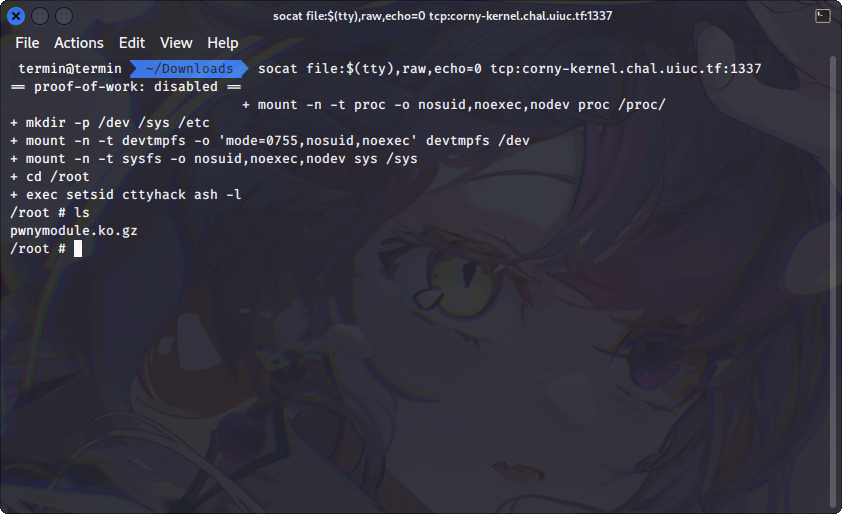 socat file:$(tty),raw,echo=0 tcp:corny-kernel.chal.uiuc.tf:1337
File Actions Edit View Help
termin@termin ~/Downloads socat file:$(tty),raw,echo=0 tcp:corny-kernel.chal.uiuc.tf:1337
== proof-of-work: disabled ==
+ mount -n -t proc -o nosuid,noexec,nodev proc /proc/
+ mkdir -p /dev /sys /etc
+ mount -n -t devtmpfs -o 'mode=0755,nosuid,noexec' devtmpfs /dev
+ mount -n -t sysfs -o nosuid,noexec,nodev sys /sys
+ cd /root
+ exec setsid cttyhack ash -l
/root # ls
pwnymodule.ko.gz
/root #